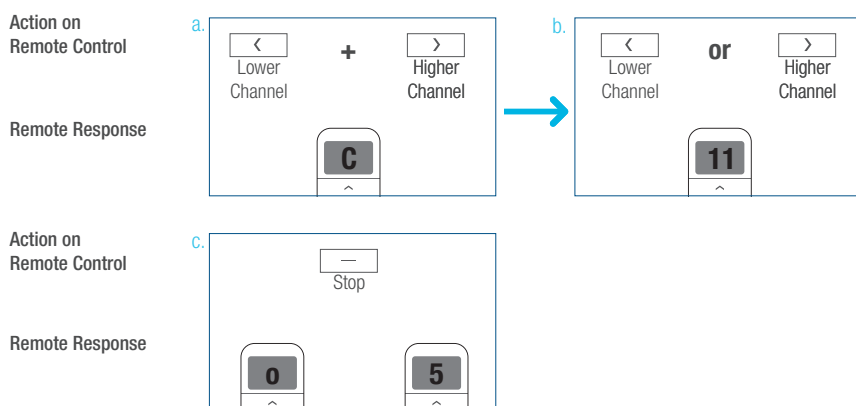 Action on
Remote Control
a.
<
Lower
Channel
+
>
Higher
Channel
b.
<
Lower
Channel
or
>
Higher
Channel
Remote Response
C
11
Action on
Remote Control
c.
Stop
Remote Response
o
5